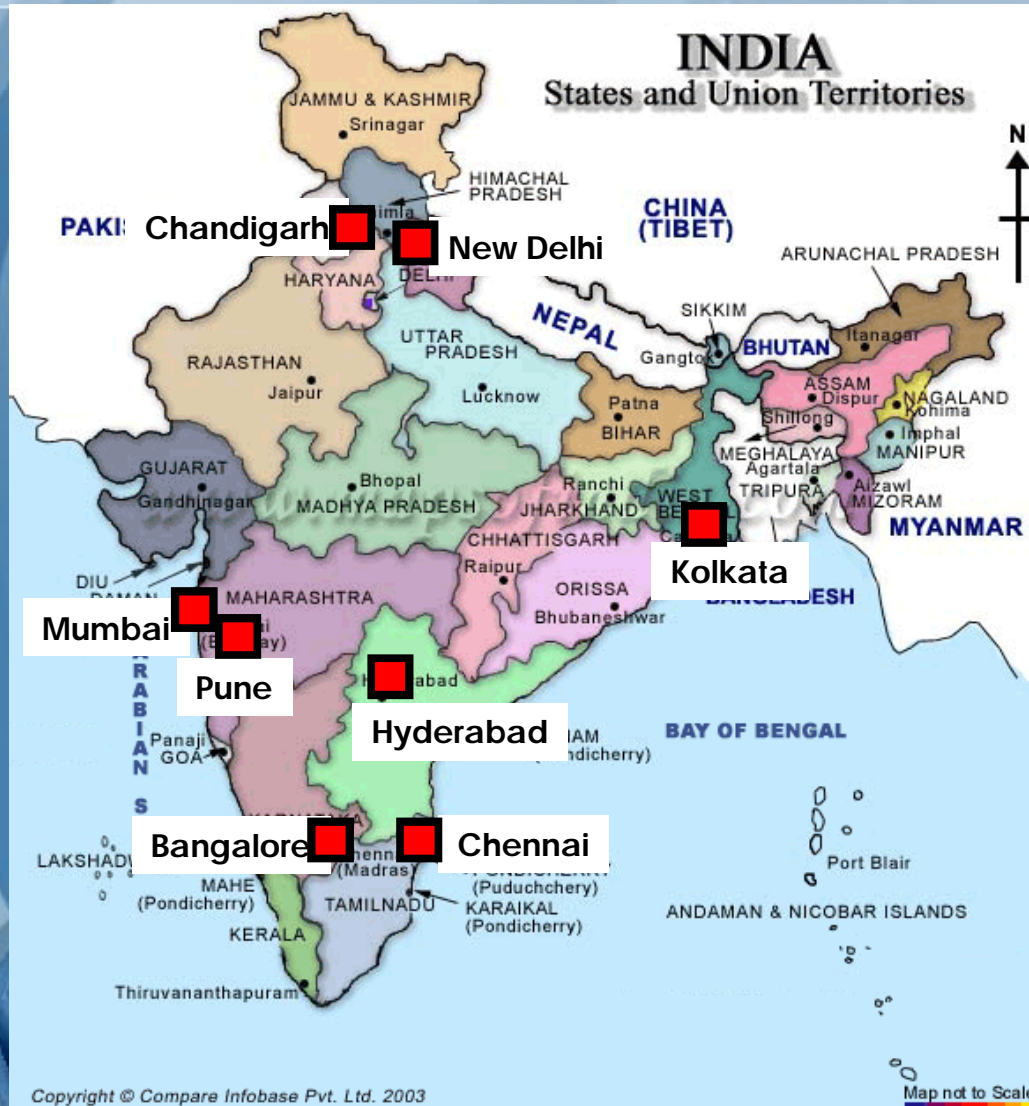 INDIA
States and Union Territories
N
JAMMU & KASHMIR
Srinagar
HIMACHAL
PRADESH
CHINA
(TIBET)
Chandigarh
New Delhi
ARUNACHAL PRADESH
HARYANA
NEPAL
SIKKIM
Itanagar
UTTAR
PRADESH
Gangtok
BHUTAN
RAJASTHAN
Jaipur
Lucknow
ASSAM
Dispur
NAGALAND
Kohima
Patna
BIHAR
Shillong
Imphal
MANIPUR
MEGHALAYA
Agartala
TRIPURA
GUJARAT
Gandhinagar
Bhopal
MADHYA PRADESH
Ranchi
JHARKHAND
WEST
Aizawl
MIZORAM
MYANMAR
CHHATTISGARH
Raipur
Kolkata
DIU
MAHARASHTRA
ORISSA
Bhubaneshwar
Mumbai
Pune
Hyderabad
BAY OF BENGAL
Panaji
GOA
ARABIAN
Bangalore
Chennai
(Madras)
(Puduchcherry)
Port Blair
MAHE
(Pondicherry)
TAMILNADU
KARAIKAL
(Pondicherry)
ANDAMAN & NICOBAR ISLANDS
KERALA
Thiruvananthapuram
Copyright © Compare Infobase Pvt. Ltd. 2003
Map not to Scale